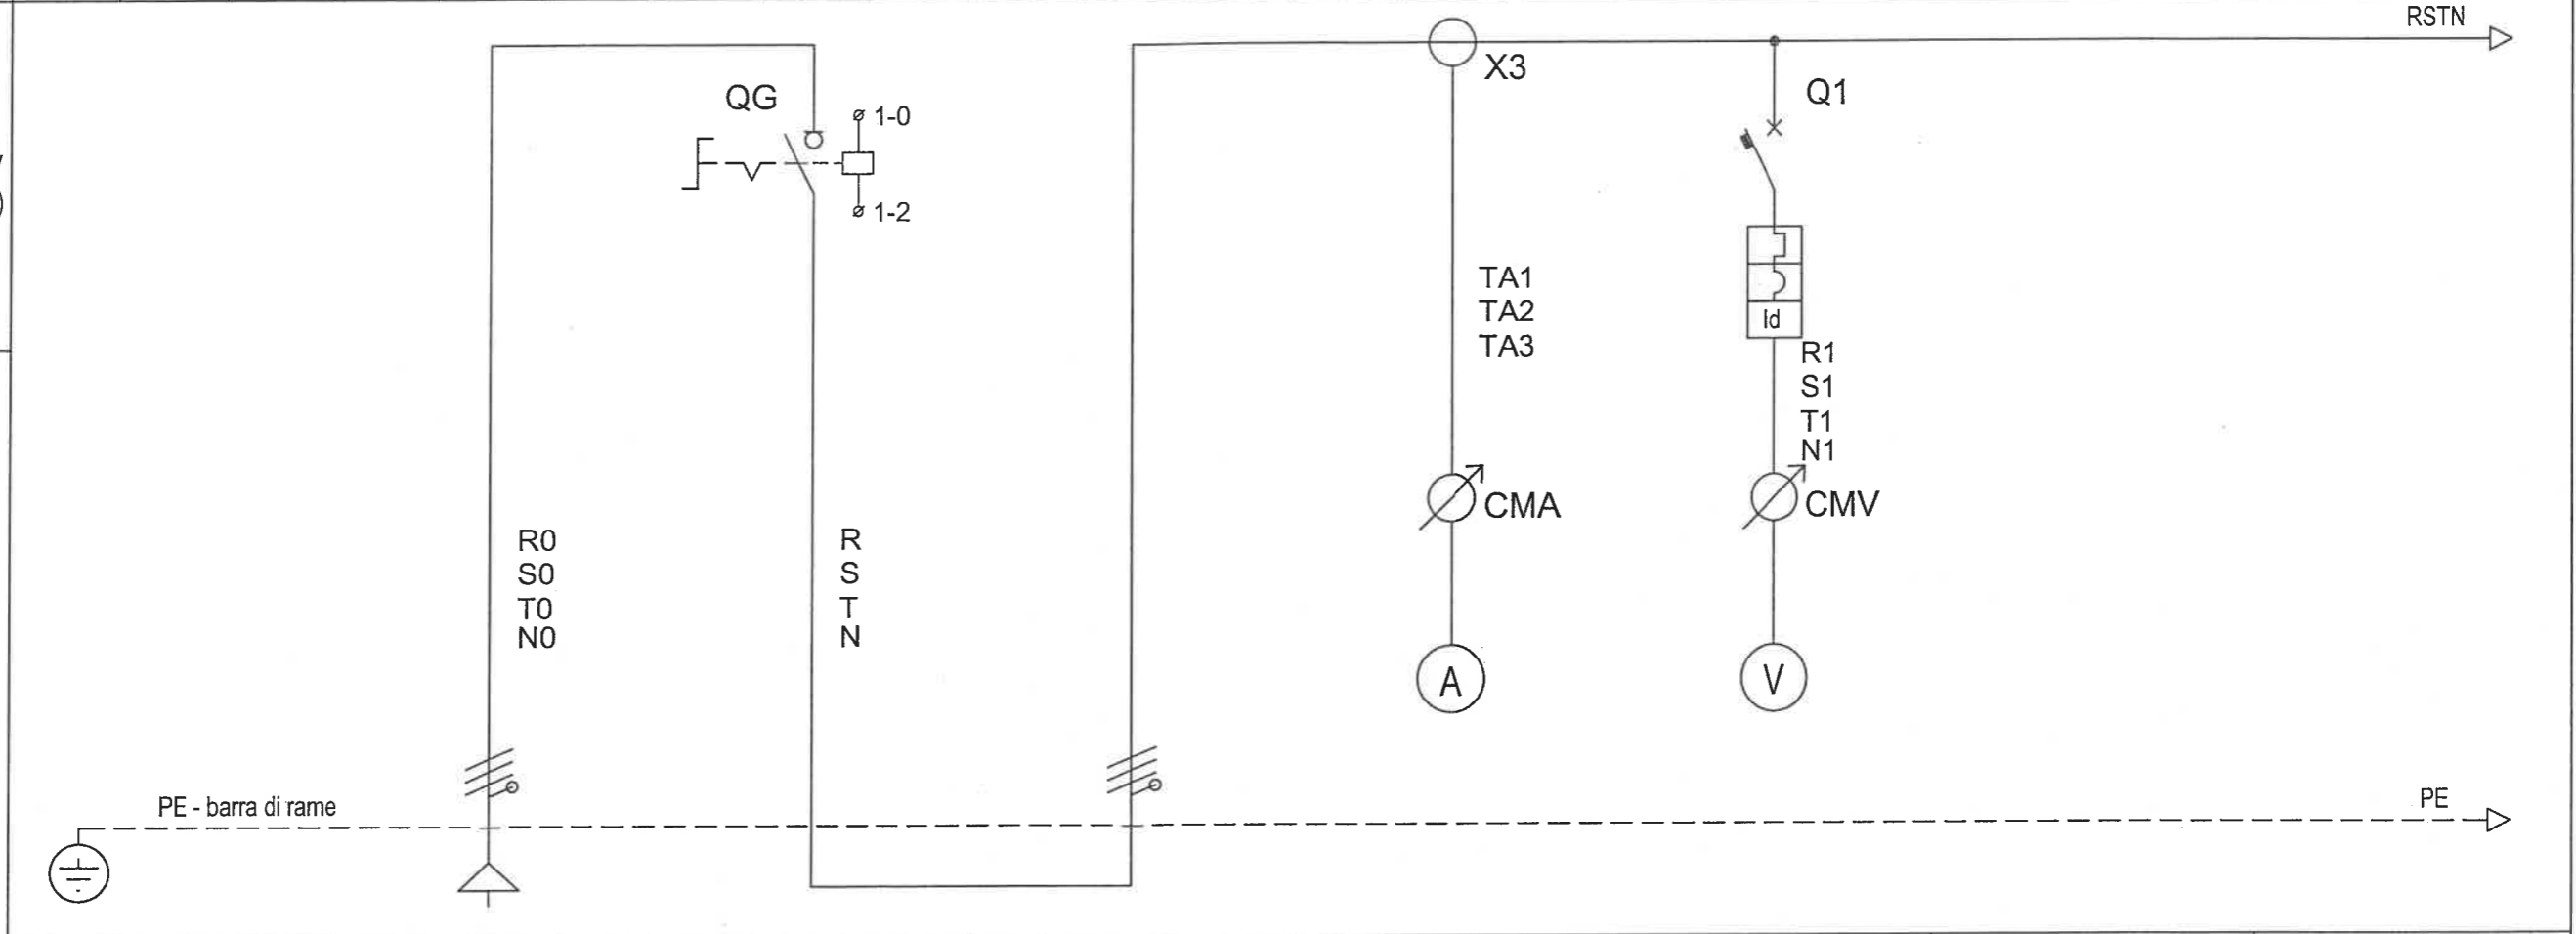 RSTN
X3
QG
1-0
1-2
Q1
TA1
TA2
TA3
Id
R1
S1
T1
N1
CMA
CMV
R0
S0
T0
N0
R
S
T
N
A
V
PE - barra di rame
PE